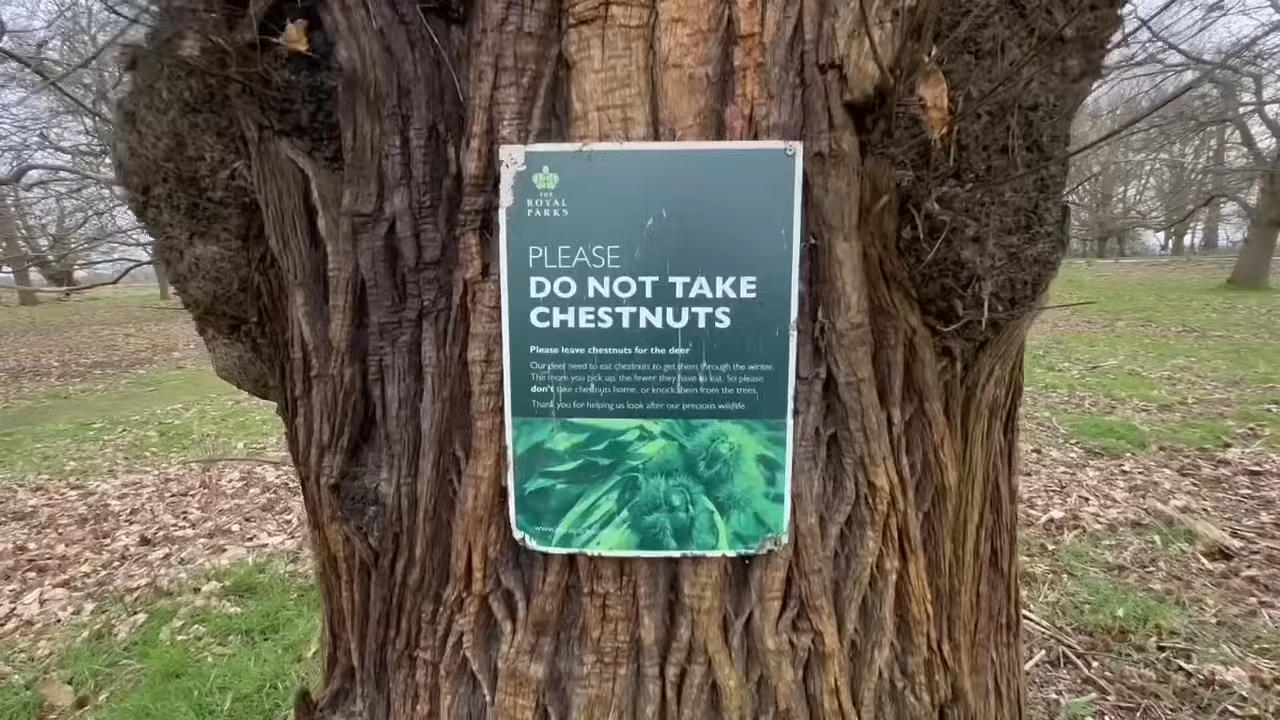 THE
ROYAL
PARKS
PLEASE
DO NOT TAKE
CHESTNUTS
Please leave chestnuts for the deer
Our deer need to eat chestnuts to get them through the winter.
The more you pick up, the fewer they have to eat. So please
don't take chestnuts home, or knock them from the trees.
Thank you for helping us look after our precious wildlife.